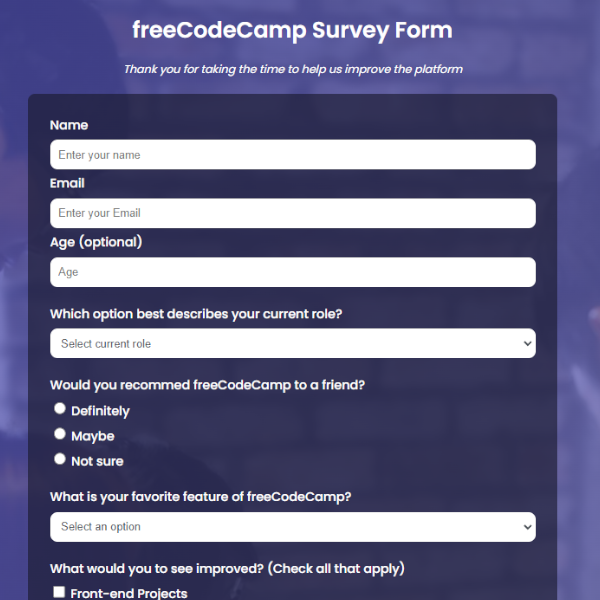 freeCodeCamp Survey Form
Thank you for taking the time to help us improve the platform
Name
Enter your name
Email
Enter your Email
Age (optional)
Age
Which option best describes your current role?
Select current role
Would you recommed freeCodeCamp to a friend?
Definitely
Maybe
Not sure
What is your favorite feature of freeCodeCamp?
Select an option
What would you to see improved? (Check all that apply)
Front-end Projects